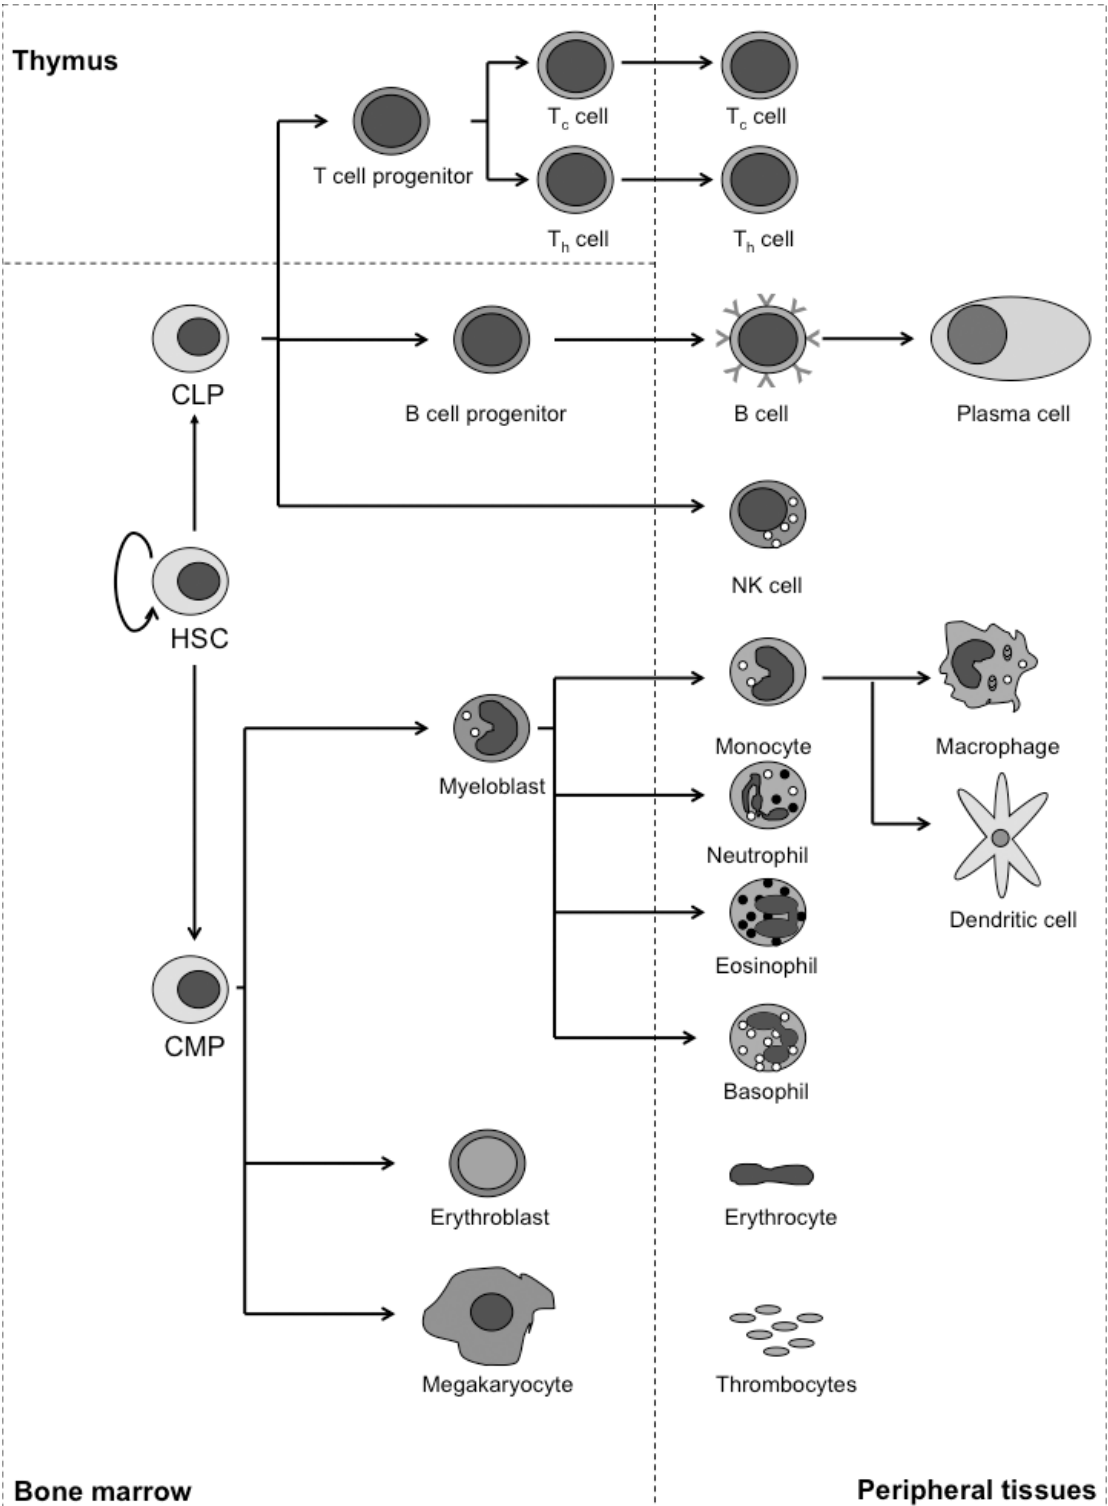 Thymus
T cell progenitor
Tc cell
Tc cell
Th cell
Th cell
CLP
B cell progenitor
B cell
Plasma cell
NK cell
HSC
Myeloblast
Monocyte
Macrophage
Neutrophil
Dendritic cell
Eosinophil
CMP
Basophil
Erythroblast
Erythrocyte
Megakaryocyte
Thrombocytes
Bone marrow
Peripheral tissues